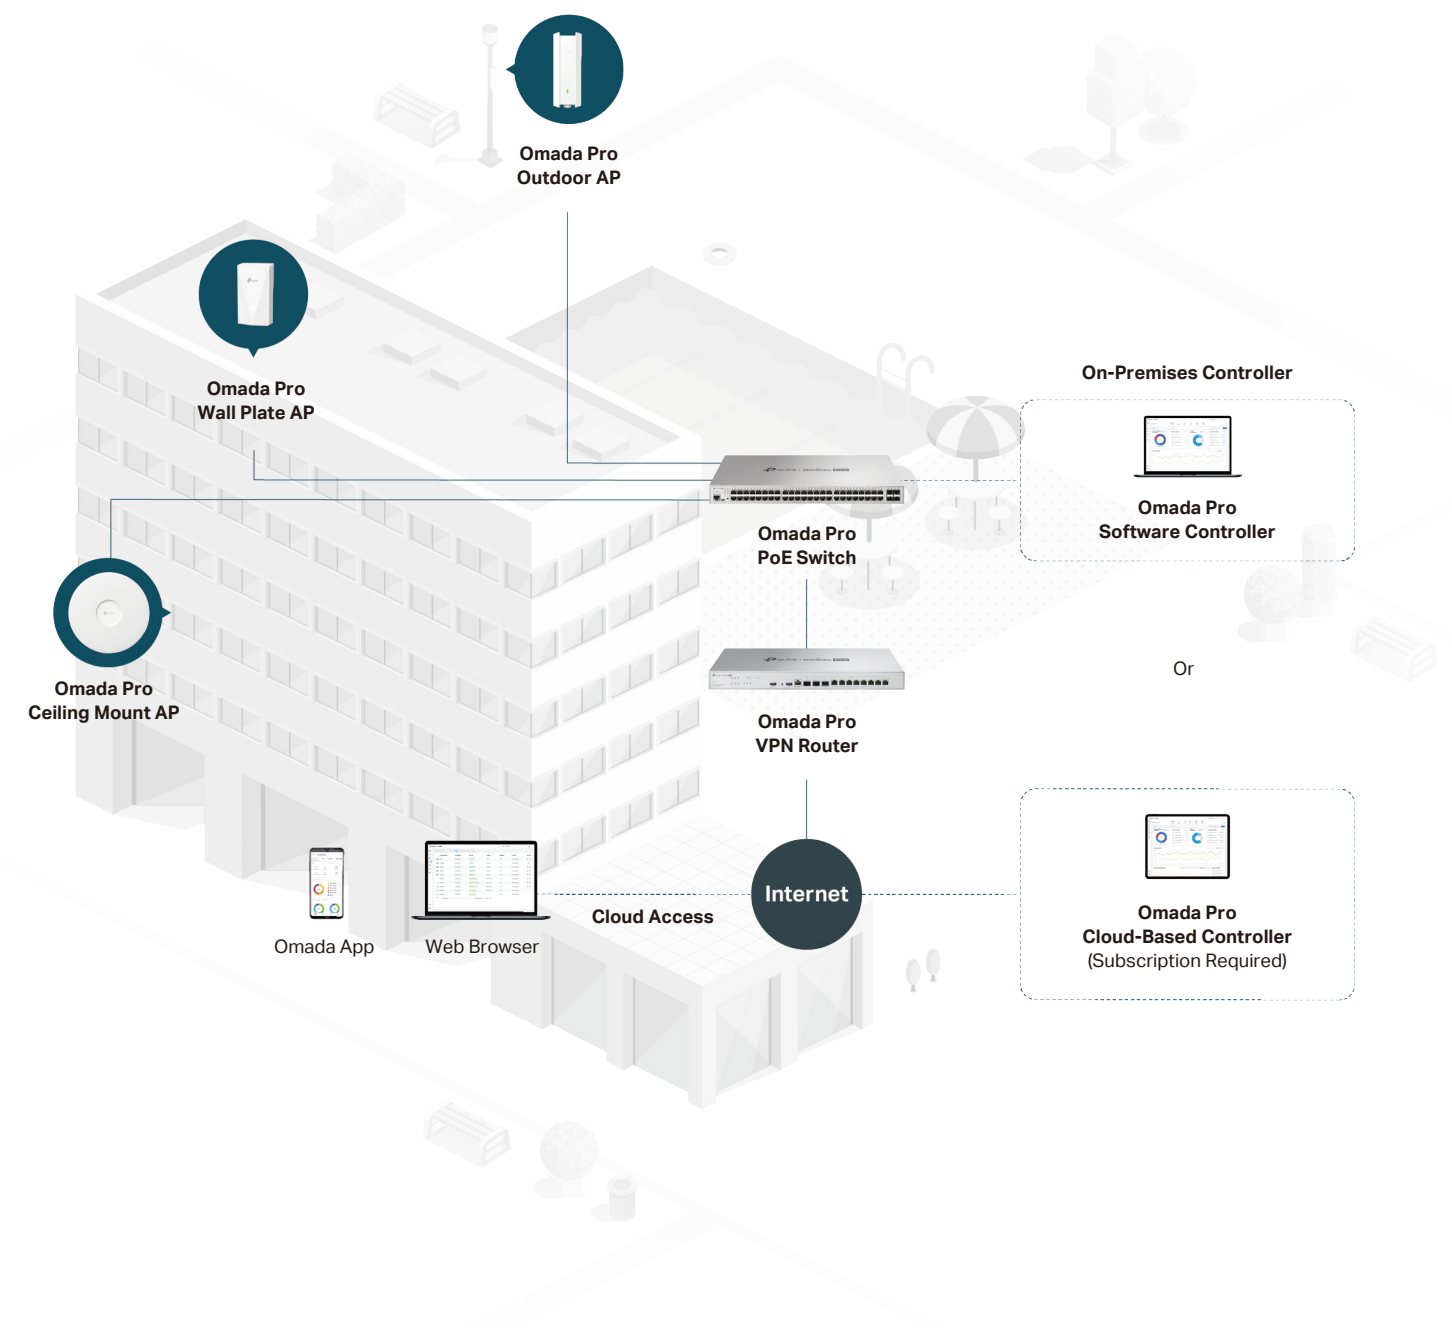 Omada Pro
Outdoor AP
Omada Pro
Wall Plate AP
On-Premises Controller
Omada Pro
Software Controller
Omada Pro
PoE Switch
Omada Pro
Ceiling Mount AP
Or
Omada Pro
VPN Router
Internet
Cloud Access
Omada App
Web Browser
Omada Pro
Cloud-Based Controller
(Subscription Required)